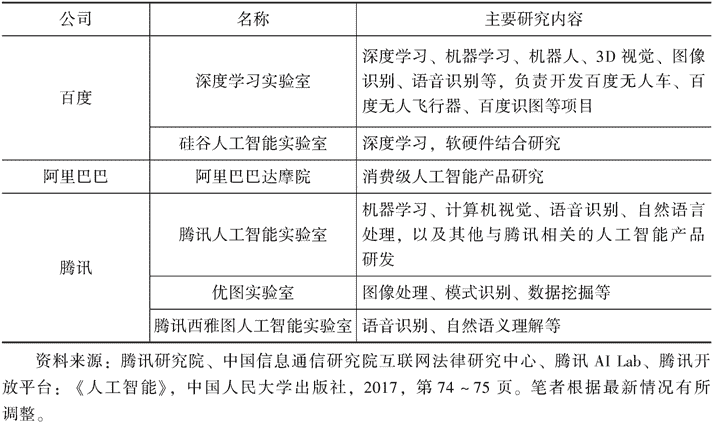 公司 名称 主要研究内容
百度
深度学习实验室
深度学习、机器学习、机器人、3D 视觉、图像
识别、语音识别等，负责开发百度无人车、百
度无人飞行器、百度识图等项目
硅谷人工智能实验室 深度学习，软硬件结合研究
阿里巴巴 阿里巴巴达摩院 消费级人工智能产品研究
腾讯
腾讯人工智能实验室
机器学习、计算机视觉、语音识别、自然语言
处理，以及其他与腾讯相关的人工智能产品
研发
优图实验室 图像处理、模式识别、数据挖掘等
腾讯西雅图人工智能实验室 语音识别、自然语义理解等
资料来源：腾讯研究院、中国信息通信研究院互联网法律研究中心、腾讯 AI Lab、腾讯开
放平台：《人工智能》，中国人民大学出版社，2017，第 74～75 页。笔者根据最新情况有所
调整。